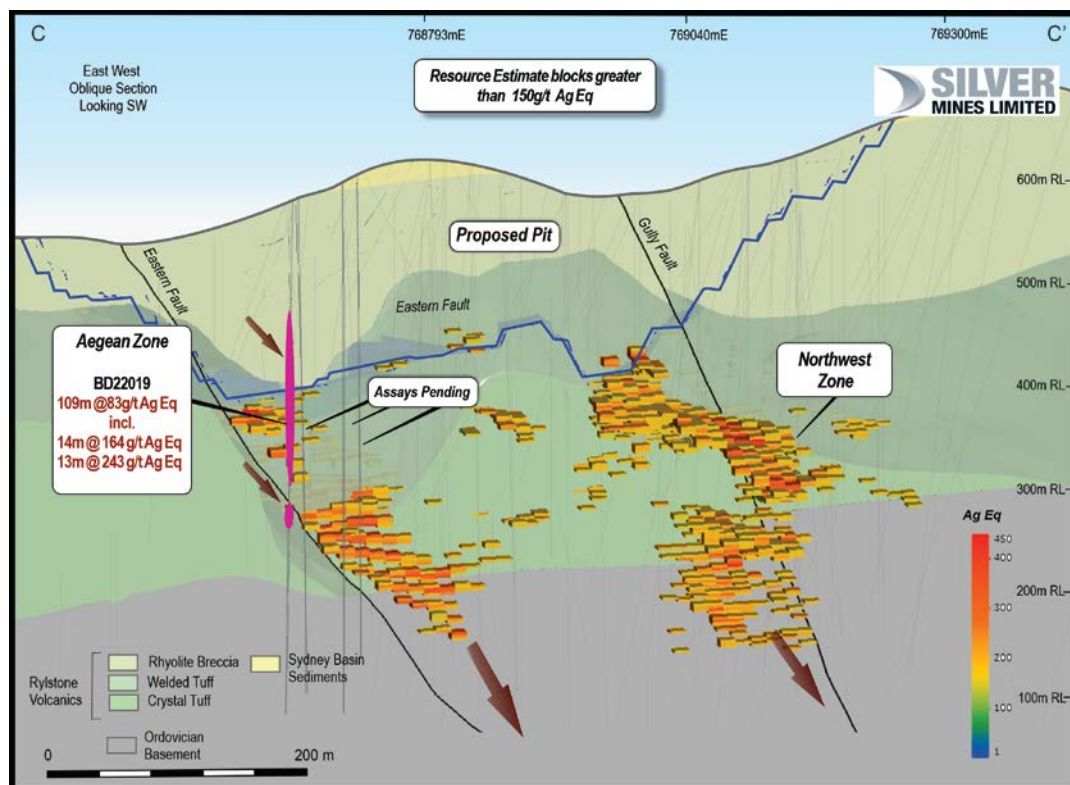 C
768793mE
769040mE
769300mE
C'
East West
Oblique Section
Looking SW
Resource Estimate blocks greater
than 150g/t Ag Eq
SILVER
MINES LIMITED
600m RL
Proposed Pit
Gully Fault
Eastern Fault
500m RL
Eastern Fault
Aegean Zone
BD22019
109m @83g/t Ag Eq
incl.
14m @ 164 g/t Ag Eq
13m @ 243 g/t Ag Eq
Assays Pending
Northwest
Zone
400m RL
300m RL
Ag Eq
450
400
300
200
100
1
200m RL
100m RL
Rylstone
Volcanics
Rhyolite Breccia
Welded Tuff
Crystal Tuff
Sydney Basin
Sediments
Ordovician
Basement
0
200 m